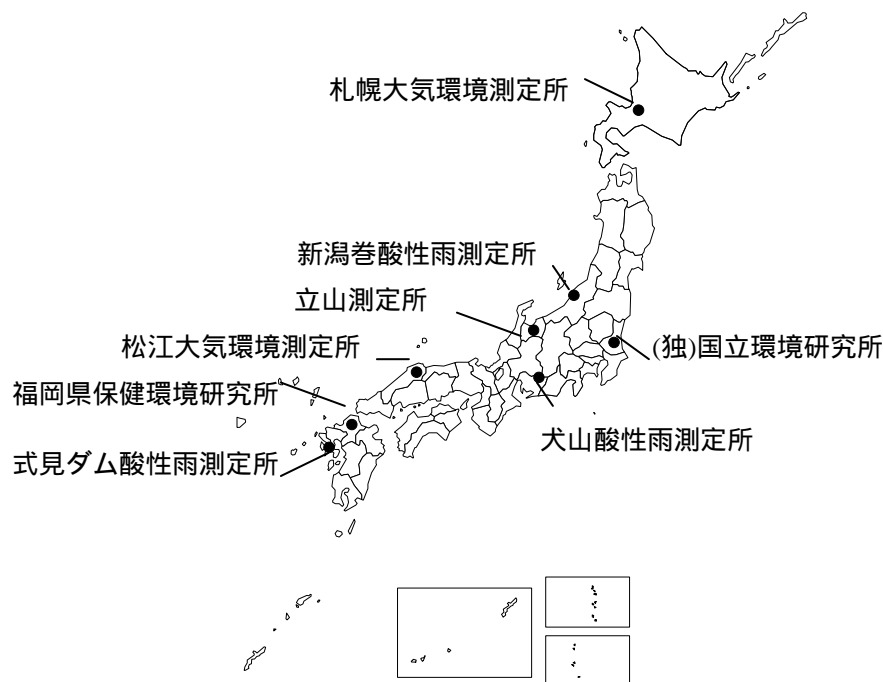 札幌大気環境測定所
新潟巻酸性雨測定所
立山測定所
松江大気環境測定所
(独)国立環境研究所
福岡県保健環境研究所
犬山酸性雨測定所
式見ダム酸性雨測定所